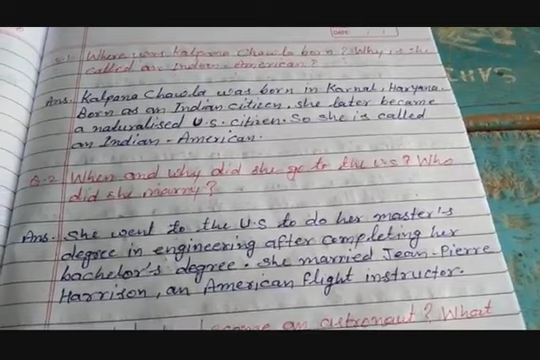 DATE
Q.1. Where was Kalpana Chawla born? Why is she
called an Indian-American?
Ans. Kalpana Chawla was born in Karnal, Haryana.
Born as an Indian citizen, she later became
a naturalised U.S. citizen. So she is called
an Indian-American.
Q.2 When and why did she go to the U.S? Who
did she marry?
Ans. She went to the U.S to do her master's
degree in engineering after completing her
bachelor's degree. She married Jean-Pierre
Harrison, an American flight instructor.
become an astronaut? What